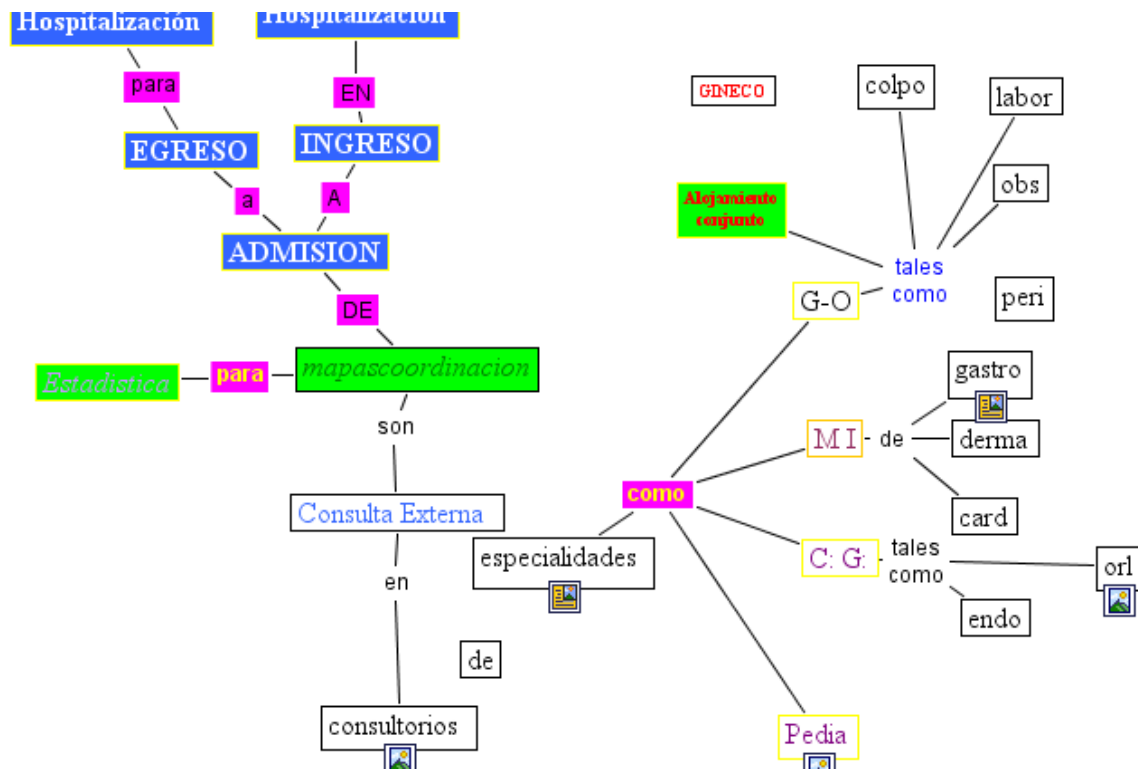 Hospitalización
Hospitalización
para
EN
EGRESO
INGRESO
a
A
ADMISION
DE
Estadistica
para
mapascoordinacion
son
Consulta Externa
en
consultorios
de
especialidades
como
GINECO
colpo
labor
obs
Alojamiento
conjunto
tales
como
G-O
peri
gastro
M I
de
derma
card
C: G:
tales
como
orl
endo
Pedia